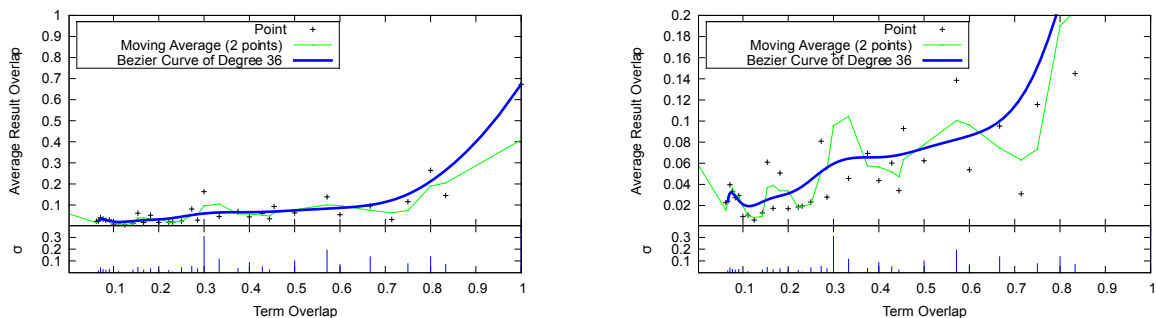 Point
Moving Average (2 points)
Bezier Curve of Degree 36
Average Result Overlap
1
0.9
0.8
0.7
0.6
0.5
0.4
0.3
0.2
0.1
σ
0.3
0.2
0.1
0.1 0.2 0.3 0.4 0.5 0.6 0.7 0.8 0.9 1
Term Overlap
Point
Moving Average (2 points)
Bezier Curve of Degree 36
Average Result Overlap
0.2
0.18
0.16
0.14
0.12
0.1
0.08
0.06
0.04
0.02
σ
0.3
0.2
0.1
0.1 0.2 0.3 0.4 0.5 0.6 0.7 0.8 0.9 1
Term Overlap